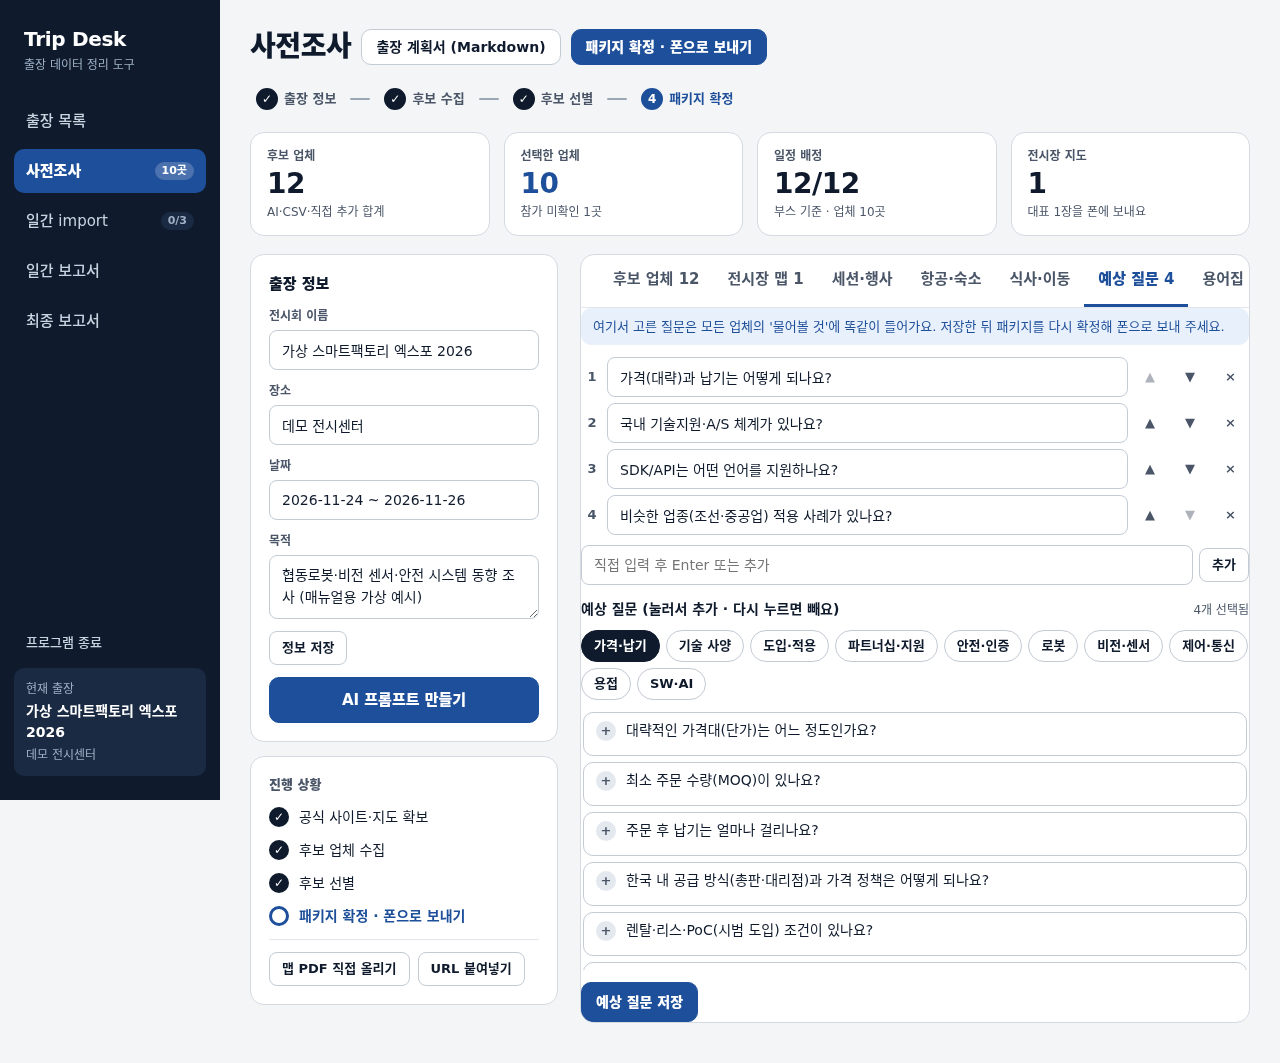 Trip Desk
출장 데이터 정리 도구
출장 목록
사전조사 10곳
일간 import 0/3
일간 보고서
최종 보고서
프로그램 종료
현재 출장
가상 스마트팩토리 엑스포
2026
데모 전시센터
사전조사 출장 계획서 (Markdown) 패키지 확정 · 폰으로 보내기
✓ 출장 정보 ✓ 후보 수집 ✓ 후보 선별 4 패키지 확정
후보 업체
12
AI·CSV·직접 추가 합계
선택한 업체
10
참가 미확인 1곳
일정 배정
12/12
부스 기준 · 업체 10곳
전시장 지도
1
대표 1장을 폰에 보내요
출장 정보
전시회 이름
가상 스마트팩토리 엑스포 2026
장소
데모 전시센터
날짜
2026-11-24 ~ 2026-11-26
목적
협동로봇·비전 센서·안전 시스템 동향 조
사 (매뉴얼용 가상 예시)
정보 저장
AI 프롬프트 만들기
진행 상황
✓ 공식 사이트·지도 확보
✓ 후보 업체 수집
✓ 후보 선별
패키지 확정 · 폰으로 보내기
맵 PDF 직접 올리기 URL 붙여넣기
후보 업체 12 전시장 맵 1 세션·행사 항공·숙소 식사·이동 예상 질문 4 용어집
여기서 고른 질문은 모든 업체의 '물어볼 것'에 똑같이 들어가요. 저장한 뒤 패키지를 다시 확정해 폰으로 보내 주세요.
1 가격(대략)과 납기는 어떻게 되나요? ▲ ▼ ×
2 국내 기술지원·A/S 체계가 있나요? ▲ ▼ ×
3 SDK/API는 어떤 언어를 지원하나요? ▲ ▼ ×
4 비슷한 업종(조선·중공업) 적용 사례가 있나요? ▲ ▼ ×
직접 입력 후 Enter 또는 추가 추가
예상 질문 (눌러서 추가 · 다시 누르면 빼요) 4개 선택됨
가격·납기 기술 사양 도입·적용 파트너십·지원 안전·인증 로봇 비전·센서 제어·통신
용접 SW·AI
+ 대략적인 가격대(단가)는 어느 정도인가요?
+ 최소 주문 수량(MOQ)이 있나요?
+ 주문 후 납기는 얼마나 걸리나요?
+ 한국 내 공급 방식(총판·대리점)과 가격 정책은 어떻게 되나요?
+ 렌탈·리스·PoC(시범 도입) 조건이 있나요?
예상 질문 저장